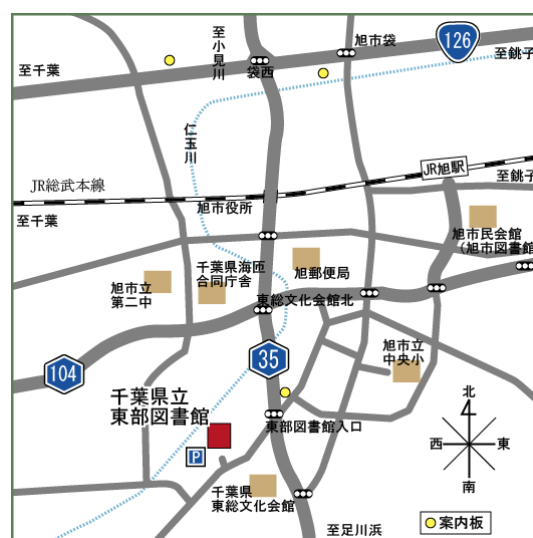 至小見川
旭市袋
126
至千葉
袋西
至銚子
仁玉川
JR総武本線
JR旭駅
至銚子
至千葉
旭市役所
旭市民会館
（旭市図書館
千葉県海匝
合同庁舎
旭郵便局
旭市立
第二中
東総文化会館北
35
旭市立
中央小
104
千葉県立
東部図書館
北
東部図書館入口
西
東
P
南
千葉県
東総文化会館
案内板
至足川浜